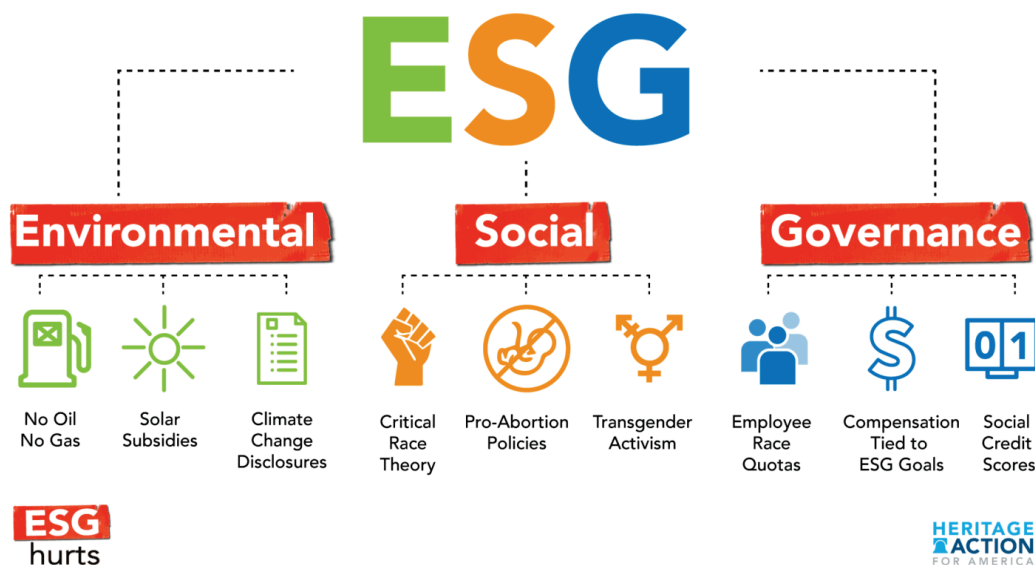 ESG
Environmental
Social
Governance
No Oil
No Gas
Solar
Subsidies
Climate
Change
Disclosures
Critical
Race
Theory
Pro-Abortion
Policies
Transgender
Activism
Employee
Race
Quotas
Compensation
Tied to
ESG Goals
01
Social
Credit
Scores
ESG
hurts
HERITAGE
ACTION
FOR AMERICA